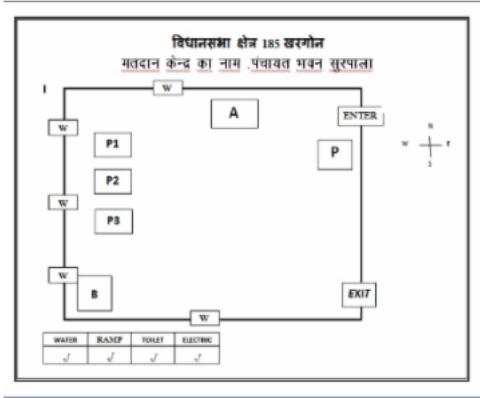 विधानसभा क्षेत्र 185 खरगोन
मतदान केन्द्र का नाम .पंचायत भवन सुरपाला
I
W
A
ENTER
W
P1
P
N
W E
S
P2
W
P3
W
B
EXIT
W
WATER RAMP TOILET ELECTRIC
√ √ √ √